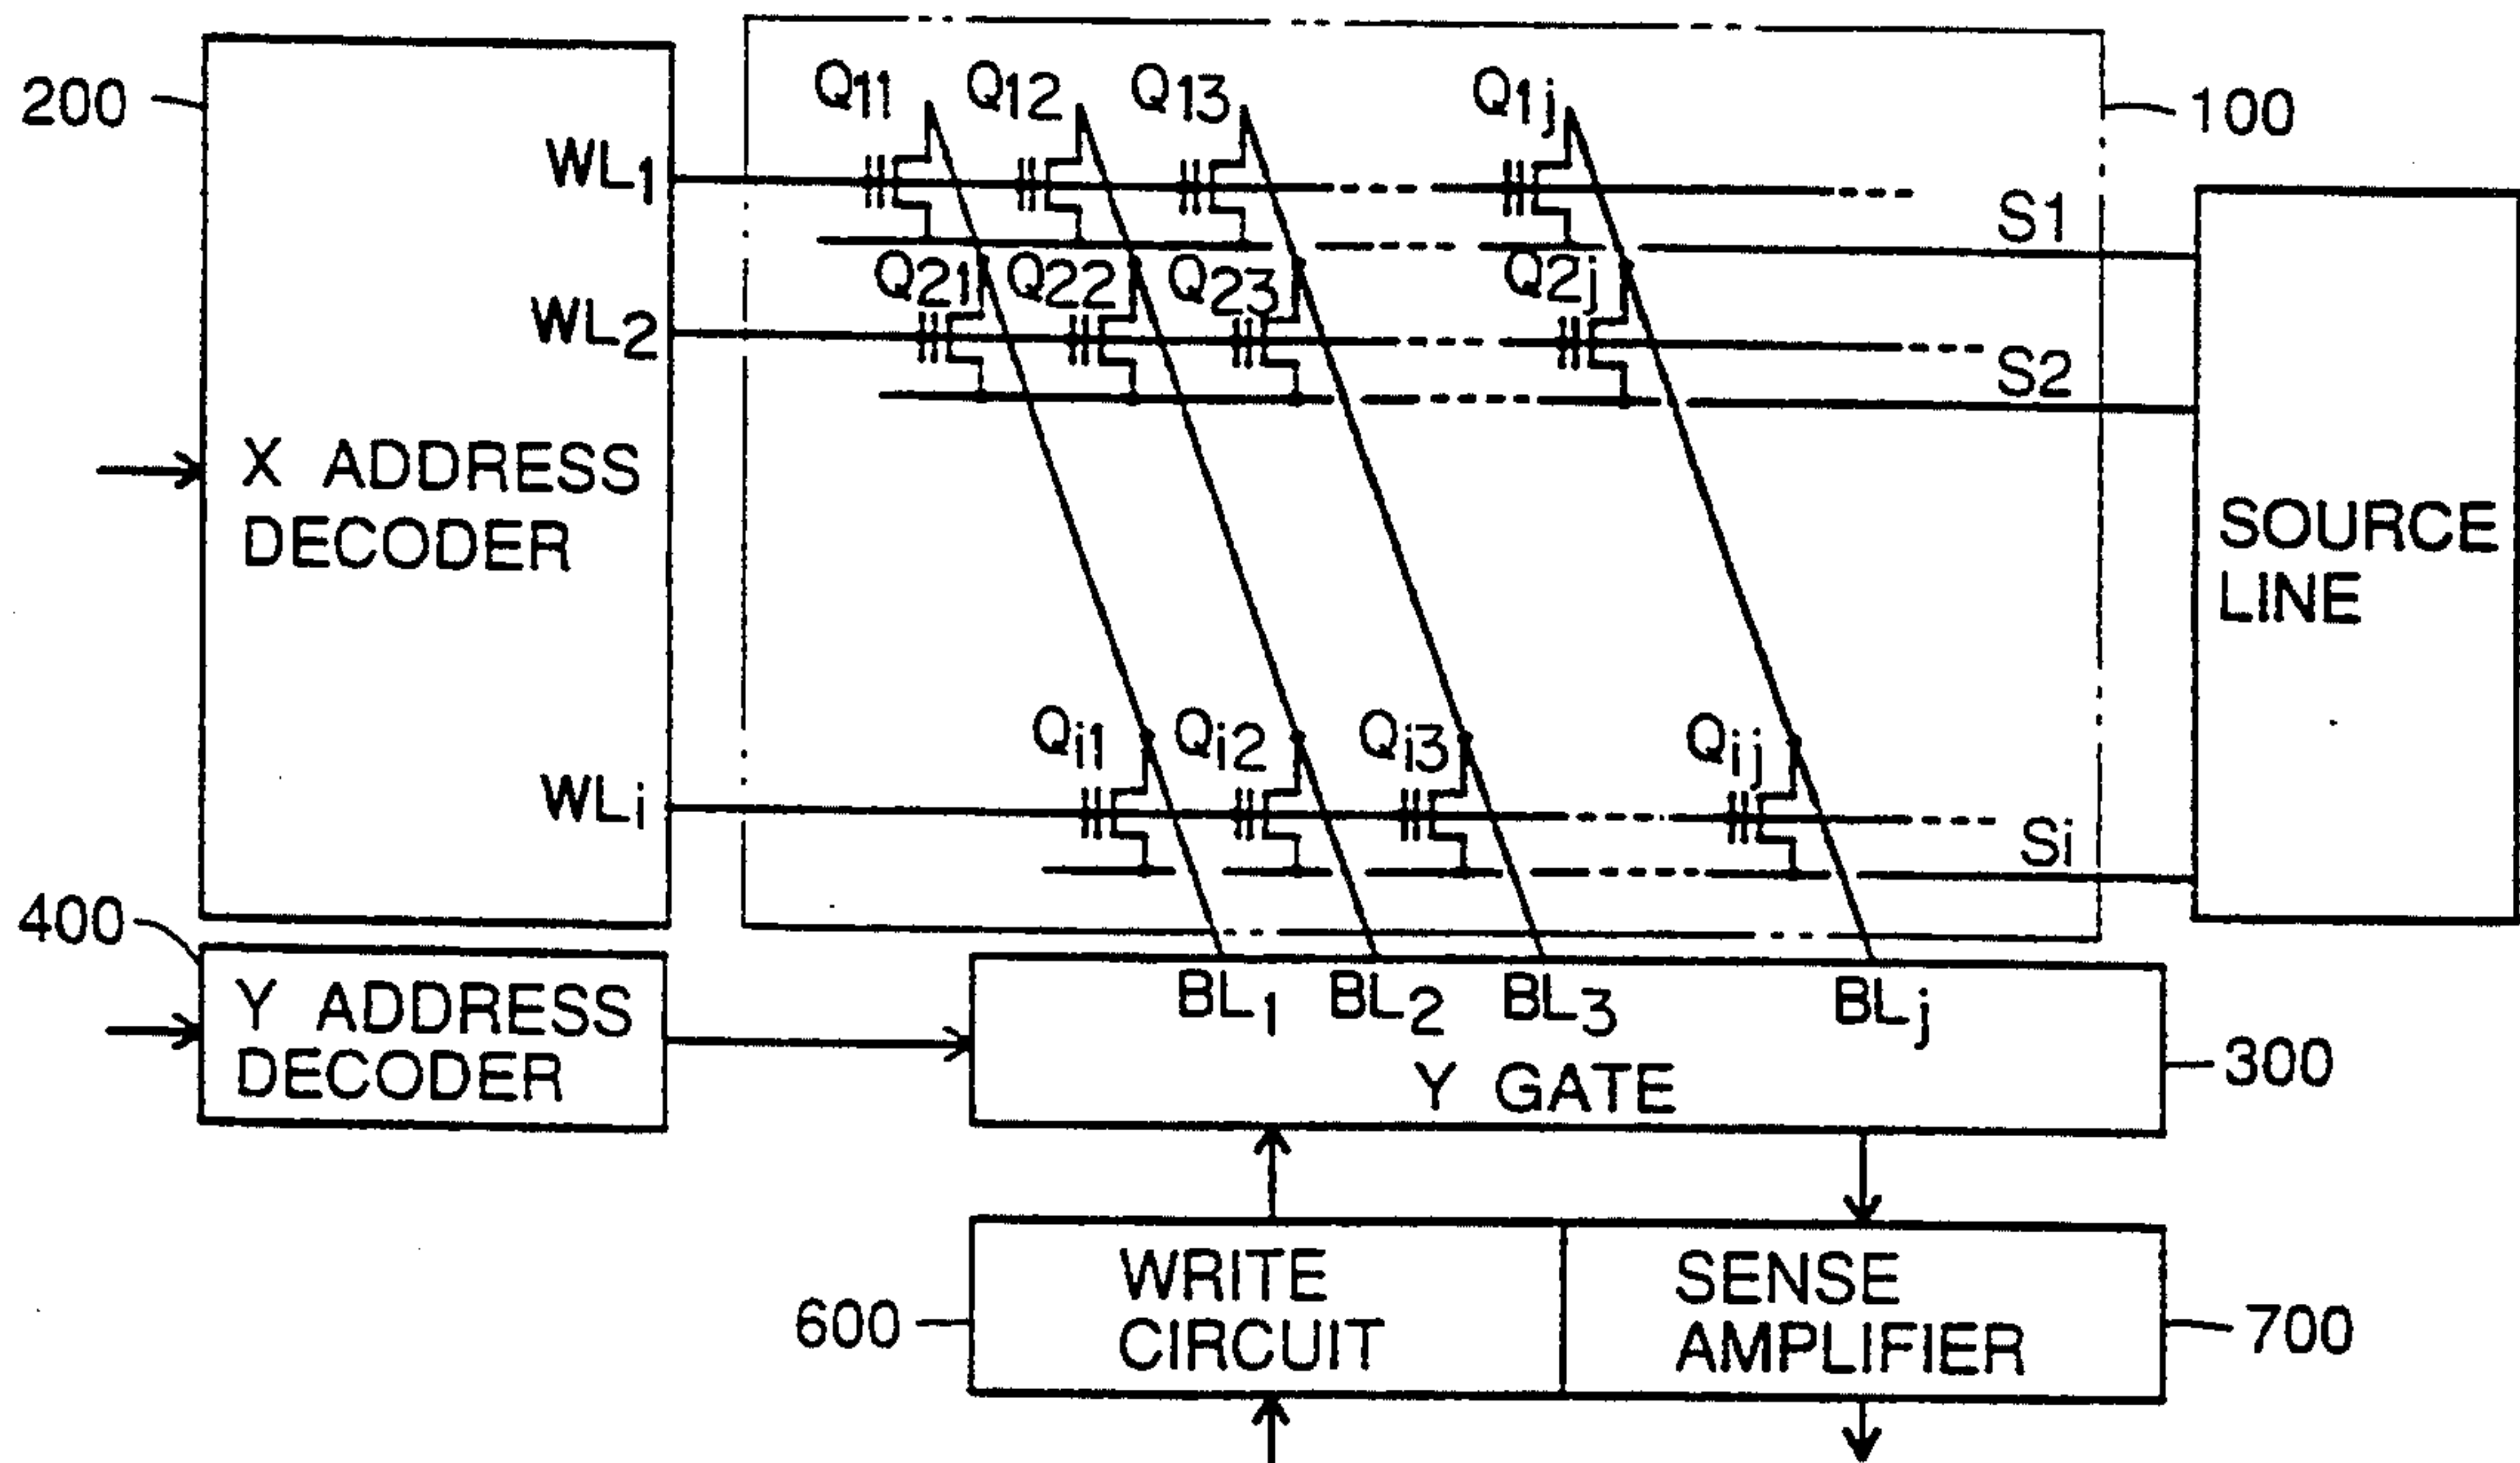 Q11 Q12 Q13 Q1j
200
100
WL1
S1
Q21 Q22 Q23 Q2j
WL2
S2
X ADDRESS
DECODER
SOURCE
LINE
Qi1 Qi2 Qi3 Qij
WLi
Si
400
Y ADDRESS
DECODER
BL1 BL2 BL3 BLj
Y GATE
300
WRITE
CIRCUIT
SENSE
AMPLIFIER
600
700